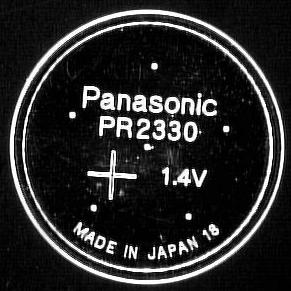 Panasonic
PR2330
+ 1.4V
MADE IN JAPAN 18